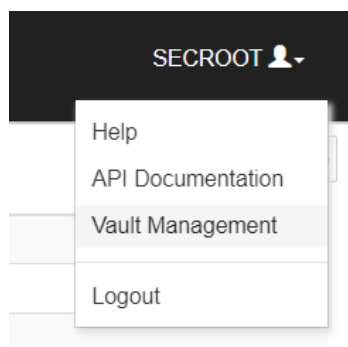 SECROOT
Help
API Documentation
Vault Management
Logout